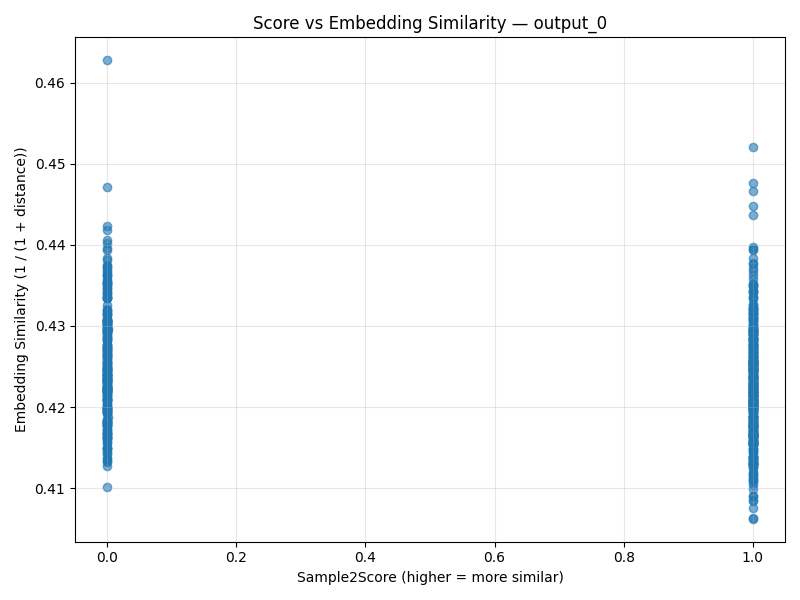 Score vs Embedding Similarity — output_0
Embedding Similarity (1 / (1 + distance))
0.46
0.45
0.44
0.43
0.42
0.41
0.0 0.2 0.4 0.6 0.8 1.0
Sample2Score (higher = more similar)